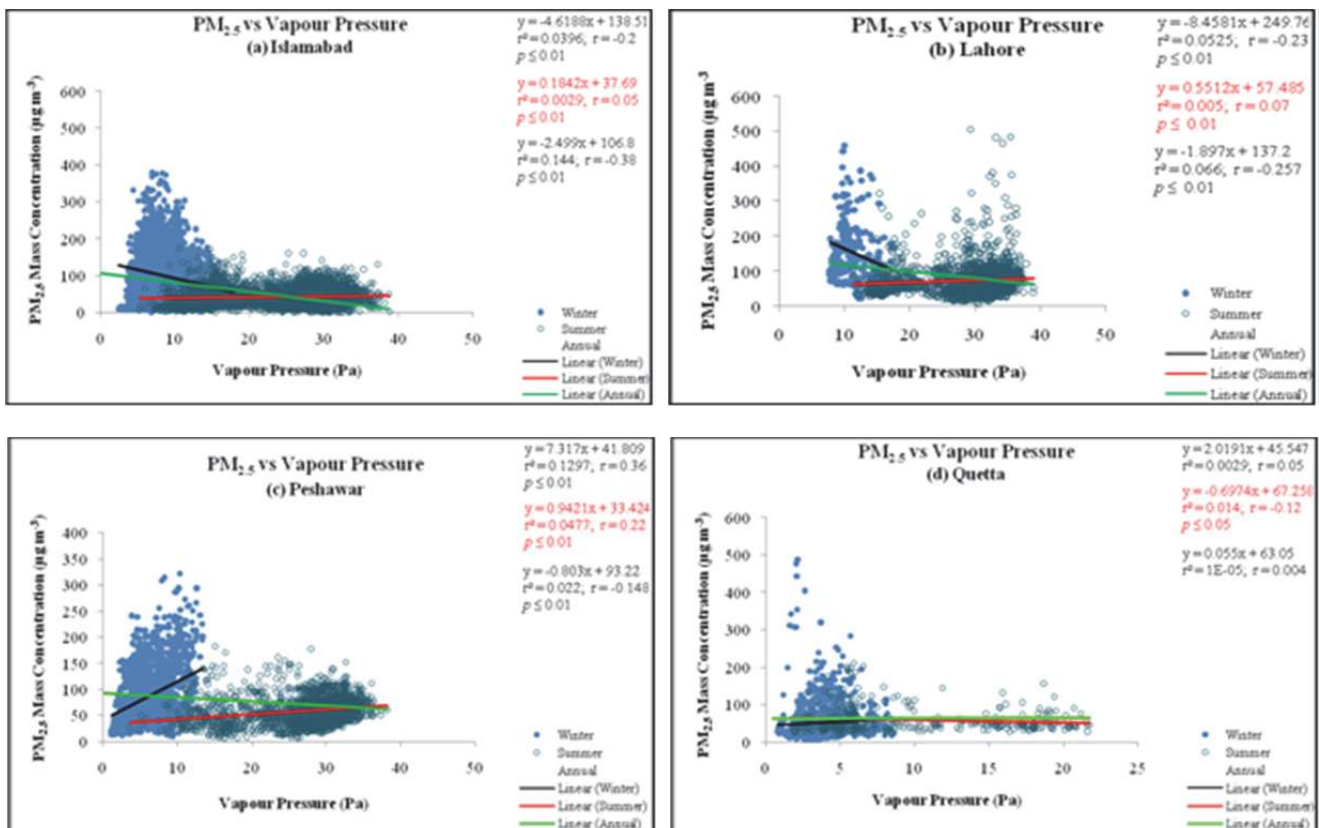 PM2.5 vs Vapour Pressure
(a) Islamabad
y=-4.6188x+138.51
r²=0.0396, r=-0.2
p≤0.01
y=0.1842x+37.69
r²=0.0029, r=0.05
p≤0.01
y=-2.499x+106.8
r²=0.144, r=-0.38
p≤0.01
PM2.5 Mass Concentration (µg m-3)
600
500
400
300
200
100
0
0 10 20 30 40 50
Vapour Pressure (Pa)
Winter
Summer
Annual
Linear (Winter)
Linear (Summer)
Linear (Annual)
PM2.5 vs Vapour Pressure
(b) Lahore
y=-8.4581x+249.76
r²=0.0525; r=-0.23
p≤0.01
y=0.5512x+57.485
r²=0.005; r=0.07
p≤ 0.01
y=-1.897x+137.2
r²=0.066; r=-0.257
p≤ 0.01
PM2.5 Mass Concentration (µg m-3)
600
500
400
300
200
100
0
0 10 20 30 40 50
Vapour Pressure (Pa)
Winter
Summer
Annual
Linear (Winter)
Linear (Summer)
Linear (Annual)
PM2.5 vs Vapour Pressure
(c) Peshawar
y=7.317x+41.809
r²=0.1297; r=0.36
p≤0.01
y=0.9421x+33.424
r²=0.0477; r=0.22
p≤0.01
y=-0.803x+93.22
r²=0.022; r=-0.148
p≤0.01
PM2.5 Mass Concentration (µg m-3)
400
350
300
250
200
150
100
50
0
0 10 20 30 40 50
Vapour Pressure (Pa)
Winter
Summer
Annual
Linear (Winter)
Linear (Summer)
Linear (Annual)
PM2.5 vs Vapour Pressure
(d) Quetta
y=2.0191x+45.547
r²=0.0029; r=0.05
y=-0.6974x+67.258
r²=0.014; r=-0.12
p≤0.05
y=0.055x+63.05
r²=1E-05; r=0.004
PM2.5 Mass Concentration (µg m-3)
600
500
400
300
200
100
0
0 5 10 15 20 25
Vapour Pressure (Pa)
Winter
Summer
Annual
Linear (Winter)
Linear (Summer)
Linear (Annual)